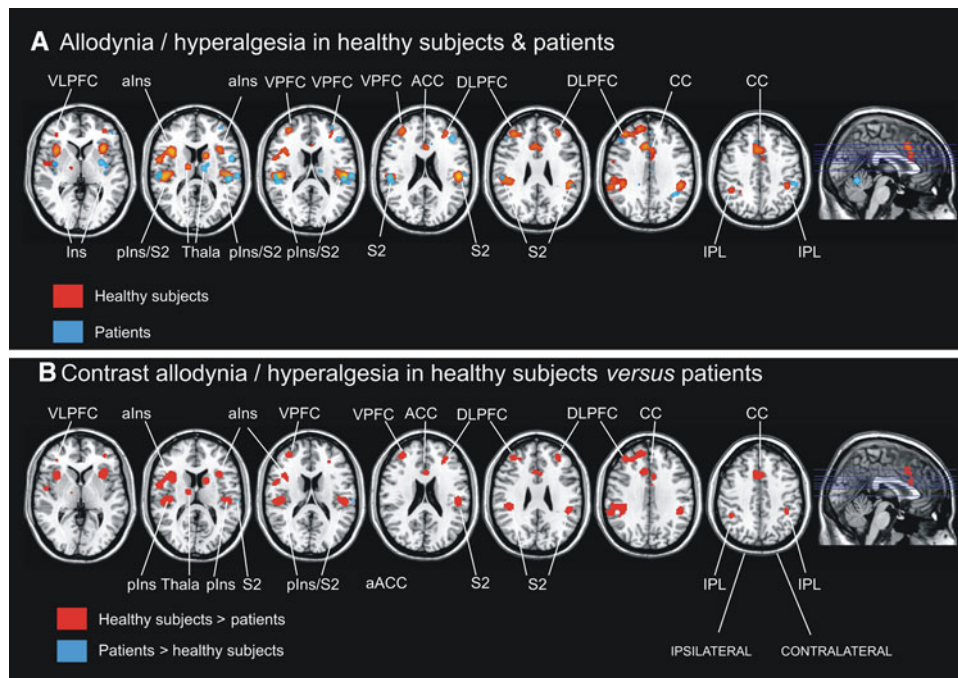 A Allodynia / hyperalgesia in healthy subjects & patients
VLPFC aIns aIns VPFC VPFC VPFC ACC DLPFC DLPFC CC CC
Ins pIns/S2 Thala pIns/S2 pIns/S2 S2 S2 S2 IPL IPL
Healthy subjects
Patients
B Contrast allodynia / hyperalgesia in healthy subjects versus patients
VLPFC aIns aIns VPFC VPFC ACC DLPFC DLPFC CC CC
pIns Thala pIns S2 pIns/S2 aACC S2 S2 IPL IPL
Healthy subjects > patients
Patients > healthy subjects
IPSILATERAL CONTRALATERAL